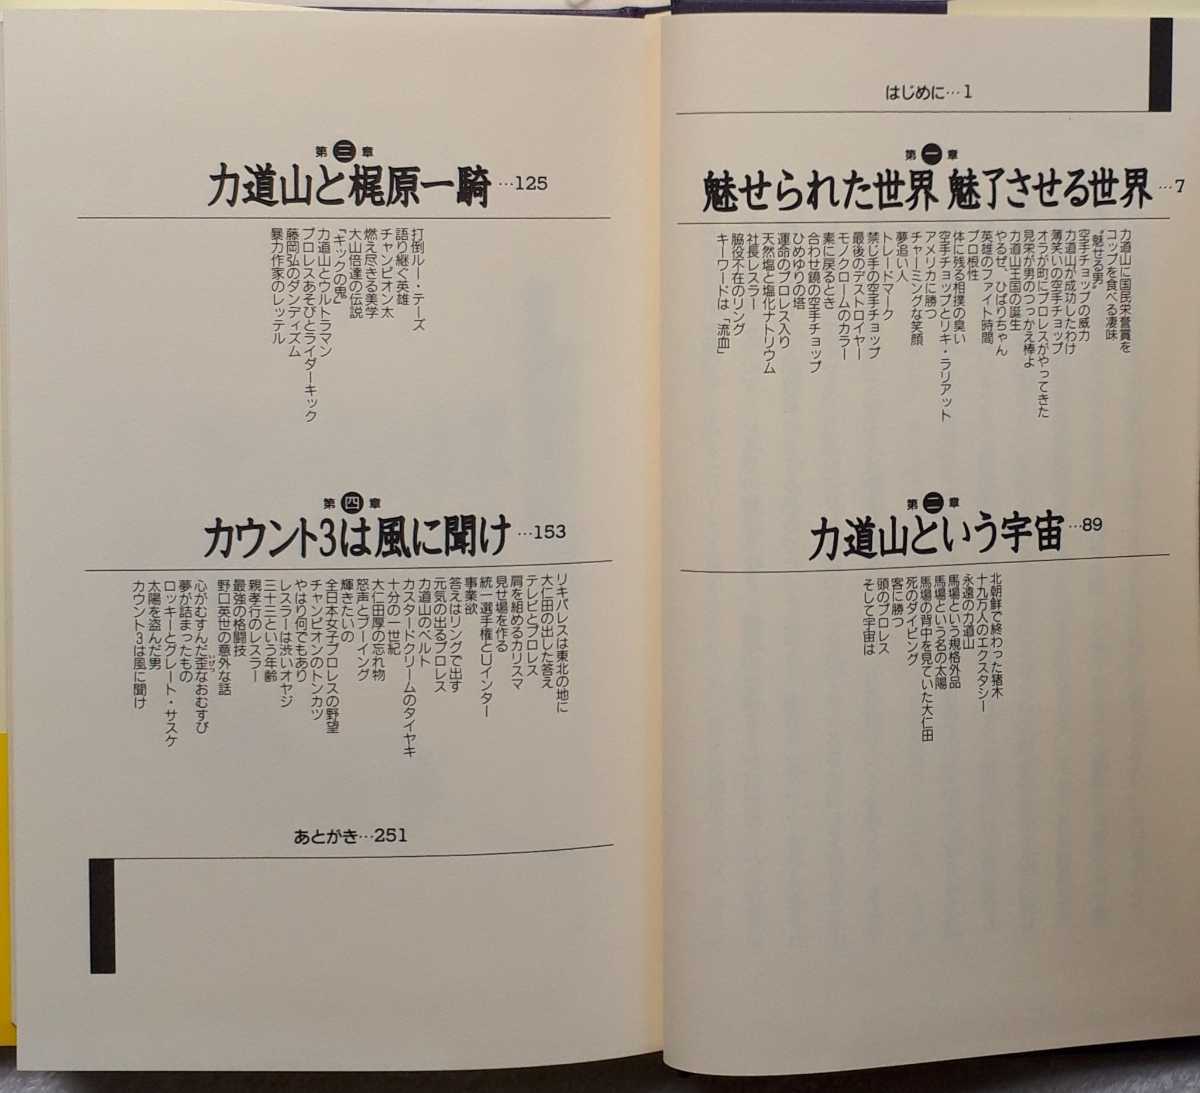 はじめに…1
第一章
魅せられた世界 魅了させる世界…7
力道山に国民栄誉賞を
コップを食べる凄味
“魅せる男”
空手チョップの威力
力道山が成功したわけ
薄笑いの空手チョップ
オラが町にプロレスがやってきた
見栄が男のつっかえ棒よ
力道山王国の誕生
やるぜ、ひばりちゃん
英雄のファイト時間
プロ根性
体に残る相撲の臭い
空手チョップとリキ・ラリアット
アメリカに勝つ
チャーミングな笑顔
夢追い人
トレードマーク
禁じ手の空手チョップ
最後のデストロイヤー
モノクロームのカラー
素に戻るとき
合わせ鏡の空手チョップ
ひめゆりの塔
運命のプロレス入り
天然塩と塩化ナトリウム
社長レスラー
脇役不在のリング
キーワードは「流血」
第二章
力道山という宇宙…89
北朝鮮で終わった猪木
十九万人のエクスタシー
永遠の力道山
馬場という規格外品
馬場という名の太陽
馬場の背中を見ていた大仁田
死のダイビング
客に勝つ
頭のプロレス
そして宇宙は
第三章
力道山と梶原一騎…125
打倒ルー・テーズ
語り継ぐ英雄
チャンピオン太
燃え尽きる美学
大山倍達の伝説
「キックの鬼」
力道山とウルトラマン
プロレスあそびとライダーキック
藤岡弘のダンディズム
暴力作家のレッテル
第四章
カウント3は風に聞け…153
リキパレスは東北の地に
大仁田の出した答え
テレビとプロレス
肩を組めるカリスマ
見せ場を作る
統一選手権とUインター
事業欲
答えはリングで出す
元気の出るプロレス
力道山のベルト
カスタードクリームのタイヤキ
十分の一世紀
大仁田厚の忘れ物
怒声とブーイング
輝きたいの
全日本女子プロレスの野望
チャンピオンのトンカツ
やはり何でもあり
レスラーは渋いオヤジ
三十三という年齢
親孝行のレスラー
最強の格闘技
野口英世の意外な話
心がむすんだ歪なおむすび
いびつ
夢が詰まったもの
ロッキーとグレート・サスケ
太陽を盗んだ男
カウント3は風に聞け
あとがき…251